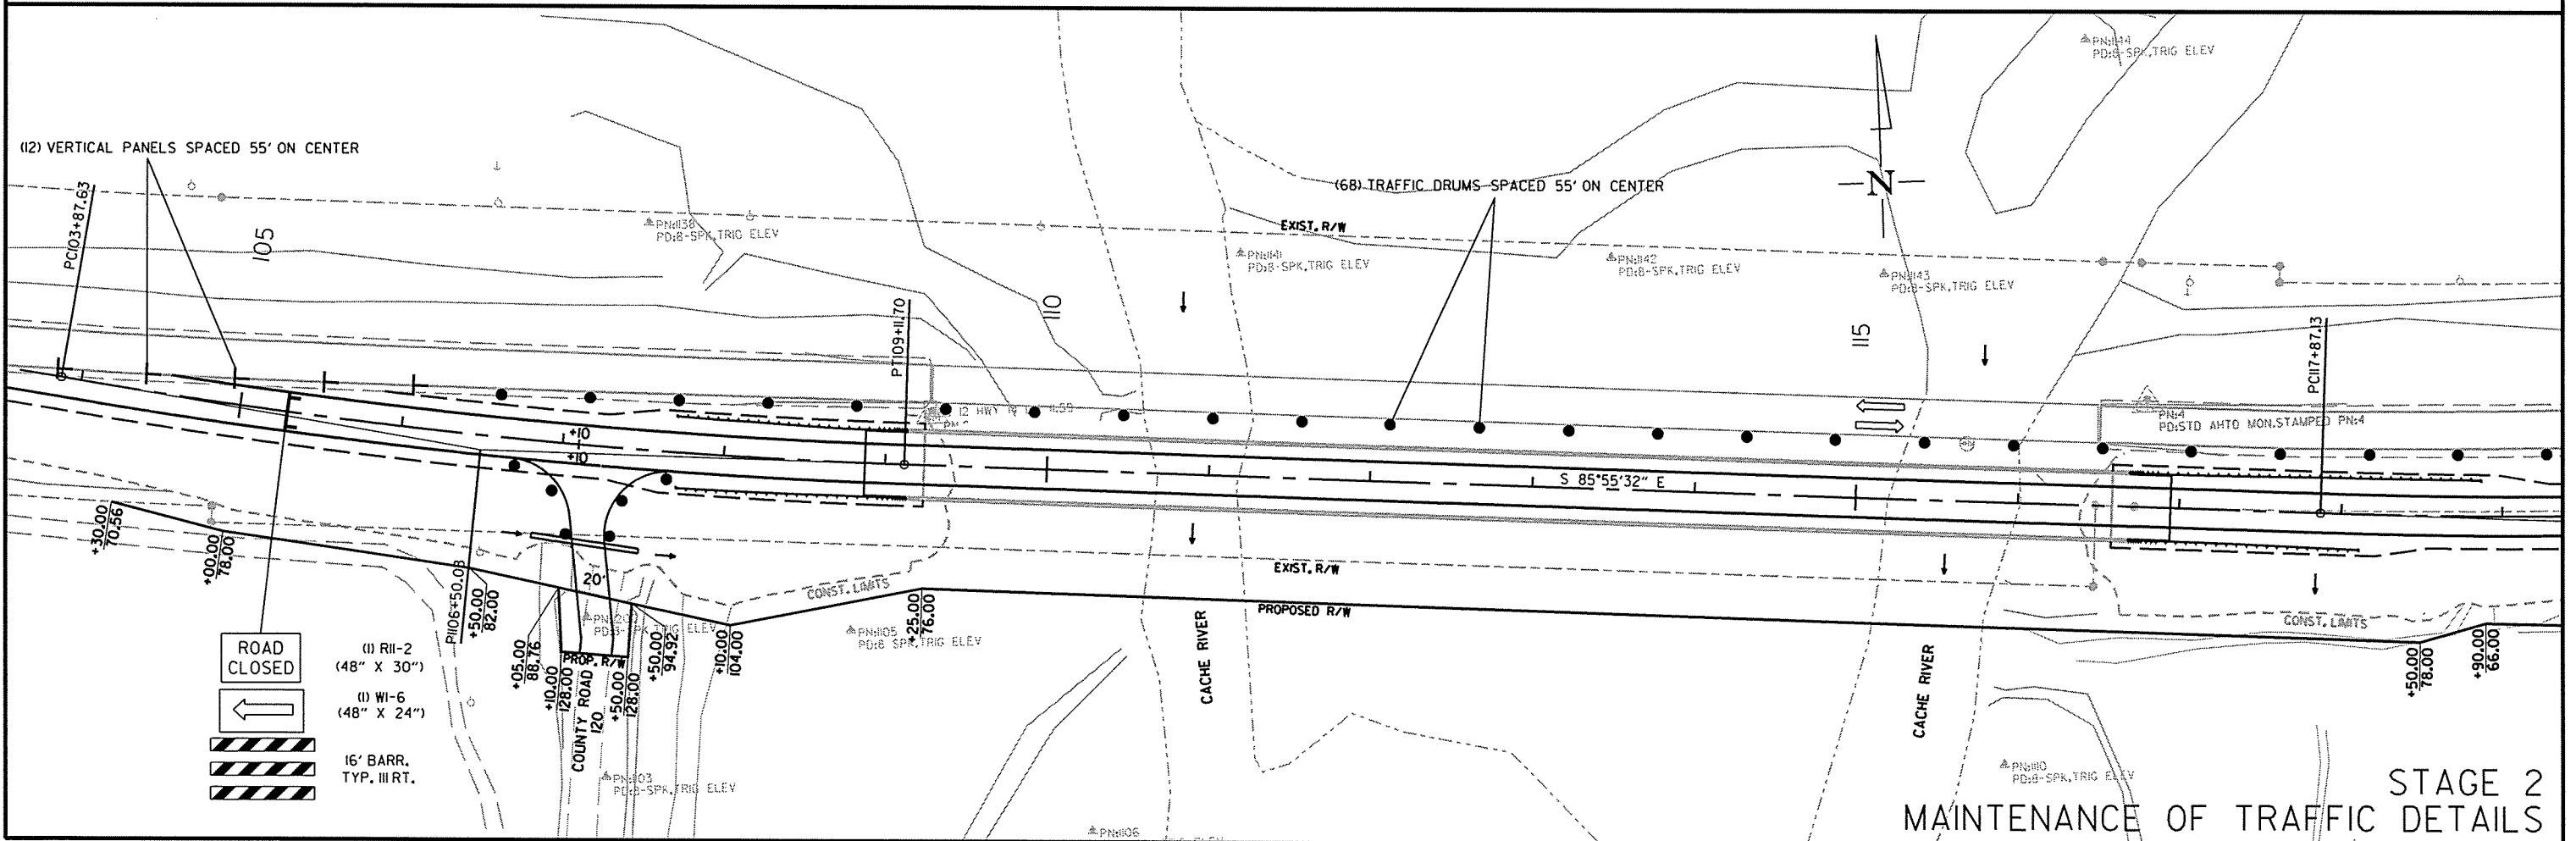 (12) VERTICAL PANELS SPACED 55' ON CENTER
PC103+87.63
105
PN:1138
PD:8-SPK,TRIG ELEV
110
PT109+11.70
(68) TRAFFIC DRUMS SPACED 55' ON CENTER
EXIST. R/W
PN:1141
PD:8-SPK,TRIG ELEV
PN:1142
PD:8-SPK,TRIG ELEV
N
PN:1143
PD:8-SPK,TRIG ELEV
PN:1144
PD:8-SPK,TRIG ELEV
115
PC117+87.13
PN:4
PD:STD AHTD MON.STAMPED PN:4
12 HWY
+10
+10
S 85°55'32" E
+30.00
70.56
+00.00
78.00
PI106+50.08
+50.00
82.00
20'
CONST. LIMITS
EXIST. R/W
PROPOSED R/W
+05.00
88.76
+10.00
128.00
PROP. R/W
COUNTY ROAD
120
+50.00
128.00
+50.00
94.92
+10.00
104.00
+25.00
76.00
PD:8-SPK,TRIG ELEV
PN:1105
PD:8 SPK,TRIG ELEV
CACHE RIVER
CACHE RIVER
CONST. LIMITS
+50.00
78.00
+90.00
66.00
ROAD
CLOSED
(1) R11-2
(48" X 30")
(1) W1-6
(48" X 24")
16' BARR.
TYP. III RT.
PN:1103
PD:8-SPK,TRIG ELEV
PN:1106
PN:1110
PD:8-SPK,TRIG ELEV
STAGE 2
MAINTENANCE OF TRAFFIC DETAILS